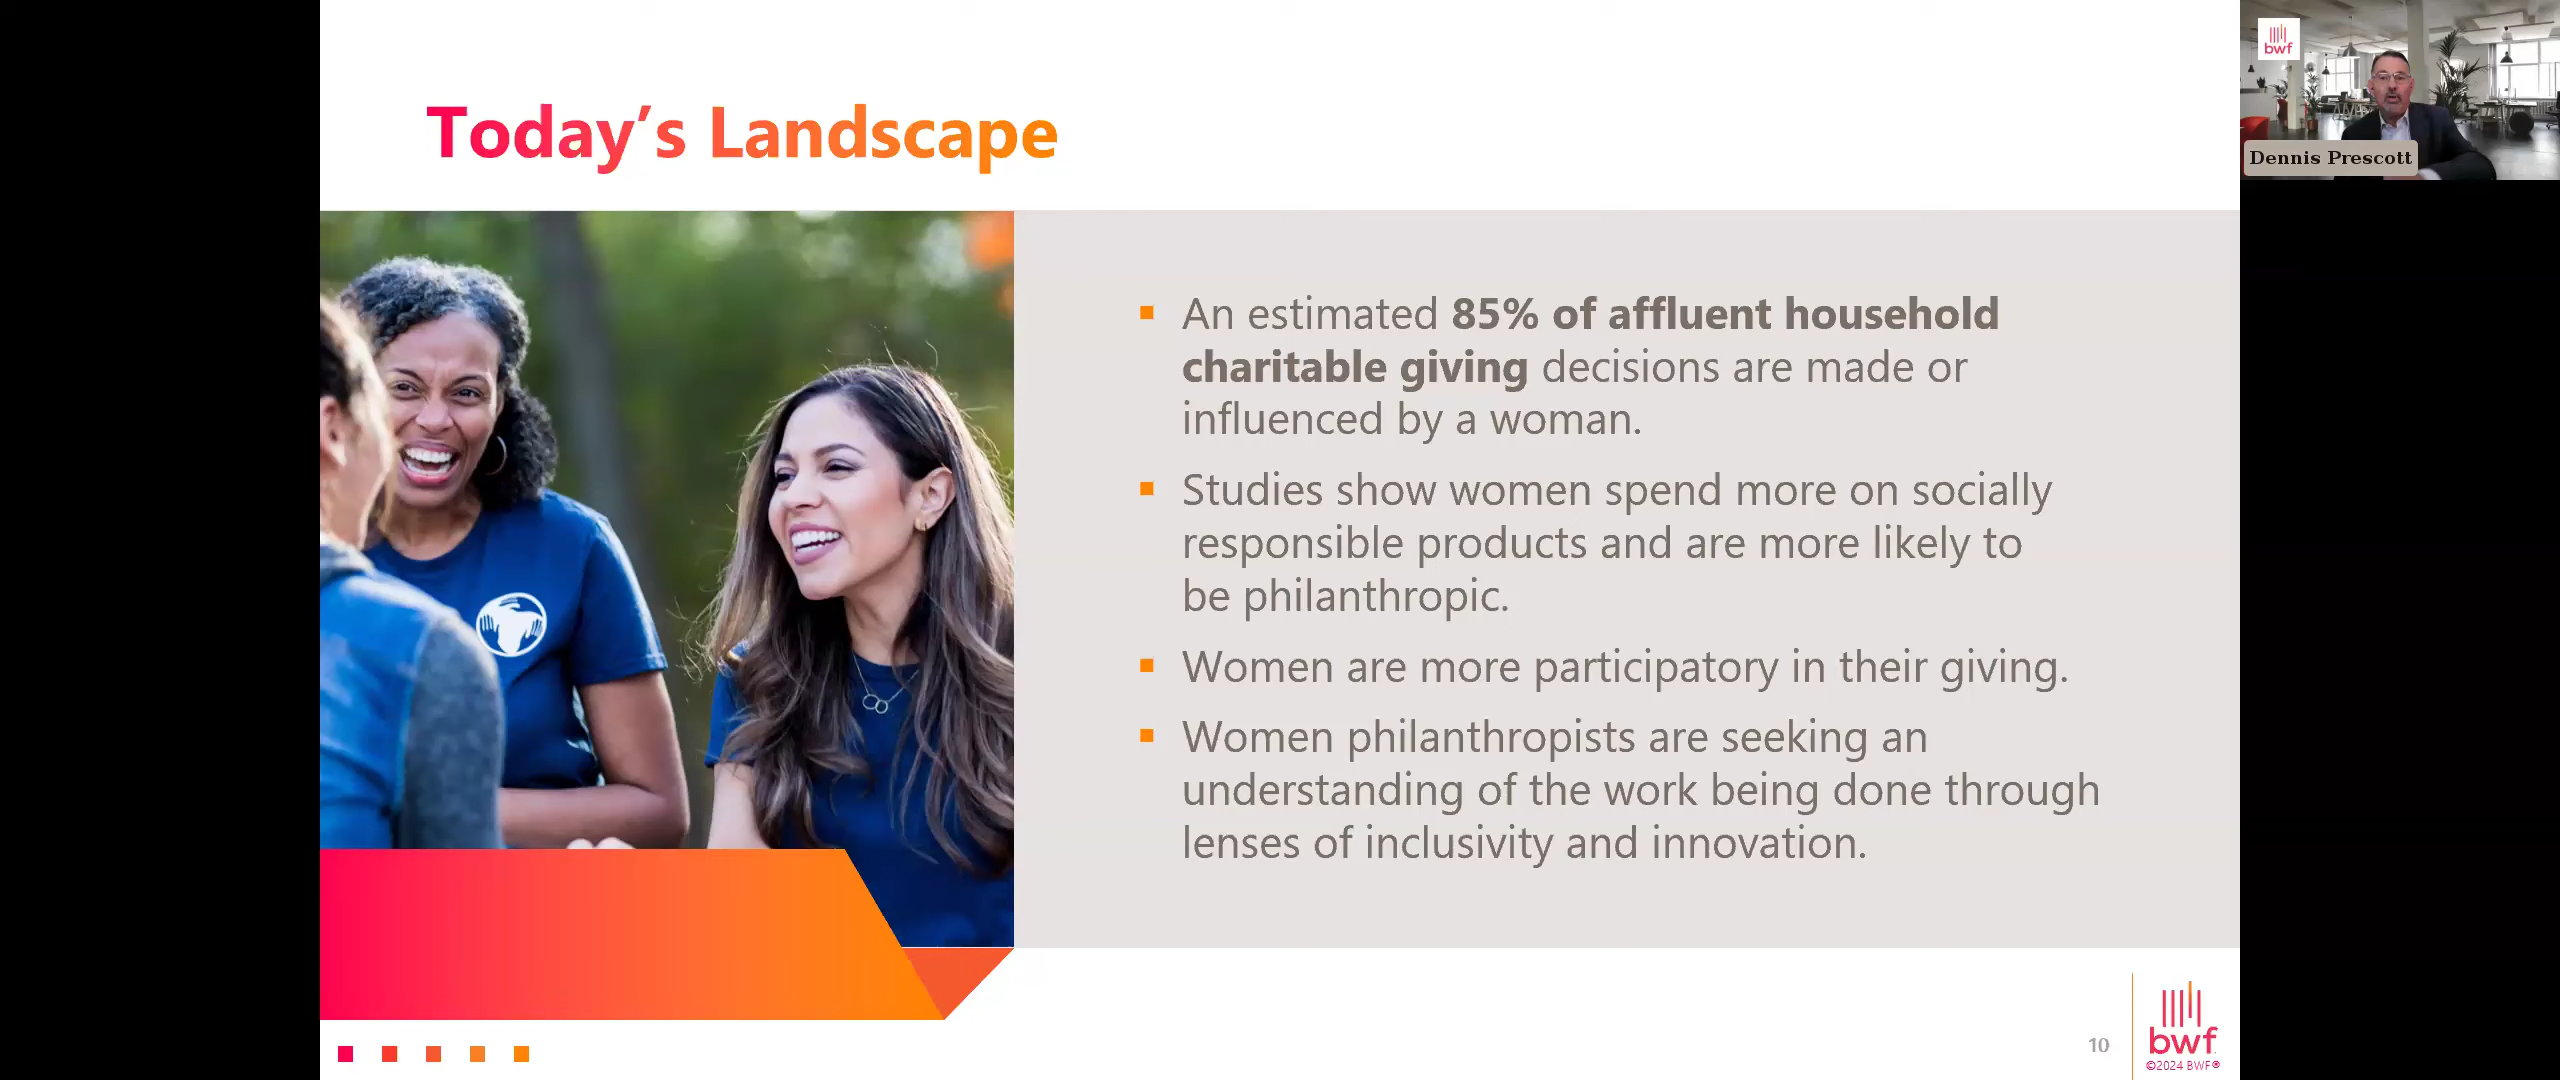 Today’s Landscape
bwf
Dennis Prescott
An estimated 85% of affluent household
charitable giving decisions are made or
influenced by a woman.
Studies show women spend more on socially
responsible products and are more likely to
be philanthropic.
Women are more participatory in their giving.
Women philanthropists are seeking an
understanding of the work being done through
lenses of inclusivity and innovation.
10
bwf
©2024 BWF®